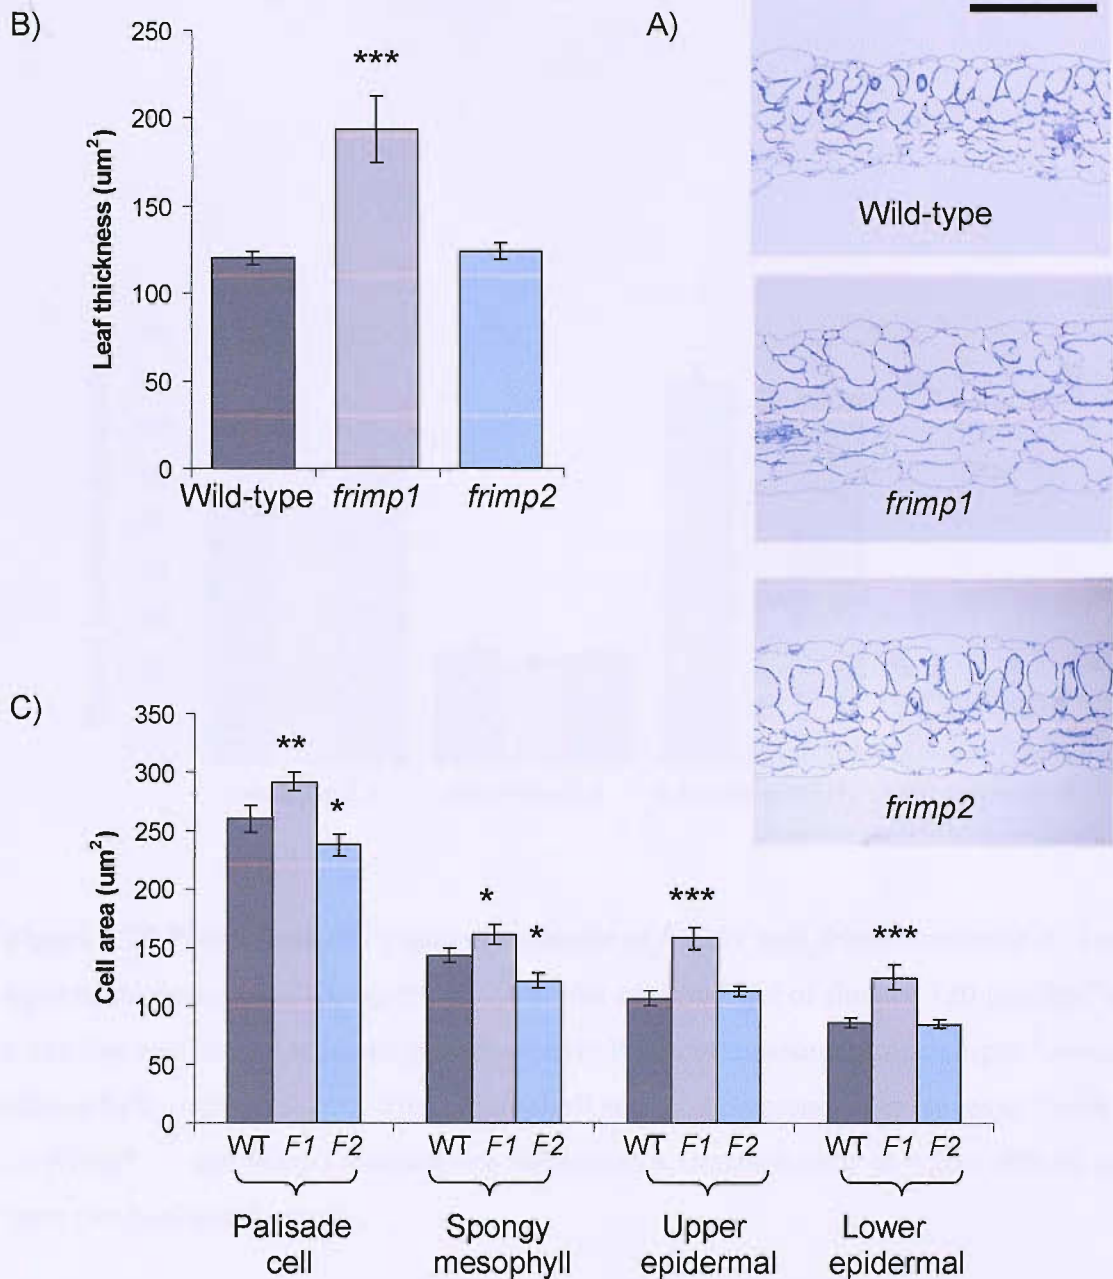 B)
A)
Leaf thickness (um²)
250
200
150
100
50
0
***
Wild-type frimp1 frimp2
Wild-type
frimp1
frimp2
C)
Cell area (um²)
350
300
250
200
150
100
50
0
**
*
*
*
***
***
WT F1 F2 WT F1 F2 WT F1 F2 WT F1 F2
Palisade cell
Spongy mesophyll
Upper epidermal
Lower epidermal